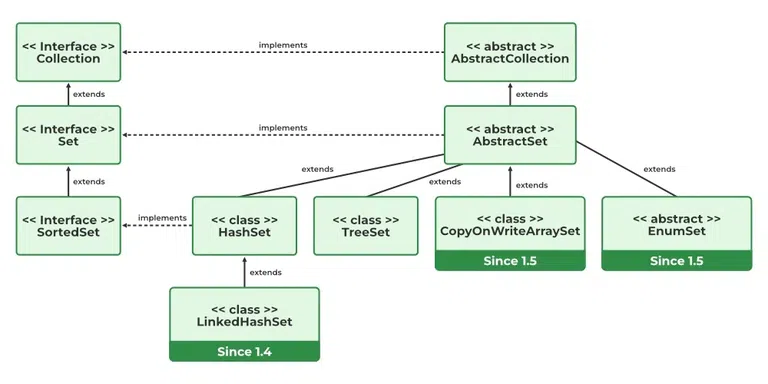 << Interface >>
Collection
implements
<< abstract >>
AbstractCollection
extends
extends
<< Interface >>
Set
implements
<< abstract >>
AbstractSet
extends
extends
extends
extends
extends
<< Interface >>
SortedSet
implements
<< class >>
HashSet
<< class >>
TreeSet
<< class >>
CopyOnWriteArraySet
Since 1.5
<< abstract >>
EnumSet
Since 1.5
extends
<< class >>
LinkedHashSet
Since 1.4